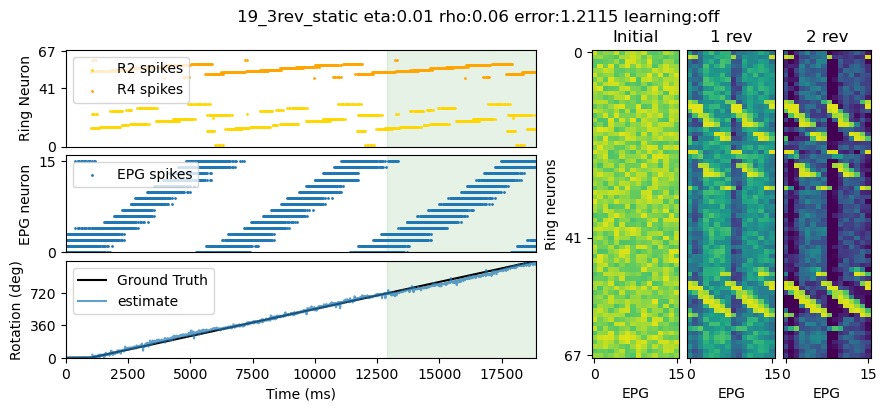 19_3rev_static eta:0.01 rho:0.06 error:1.2115 learning:off
Ring Neuron
67
41
0
R2 spikes
R4 spikes
EPG neuron
15
0
EPG spikes
Rotation (deg)
720
360
0
Ground Truth
estimate
0 2500 5000 7500 10000 12500 15000 17500
Time (ms)
Initial 1 rev 2 rev
Ring neurons
0
41
67
0 15 0 15 0 15
EPG EPG EPG